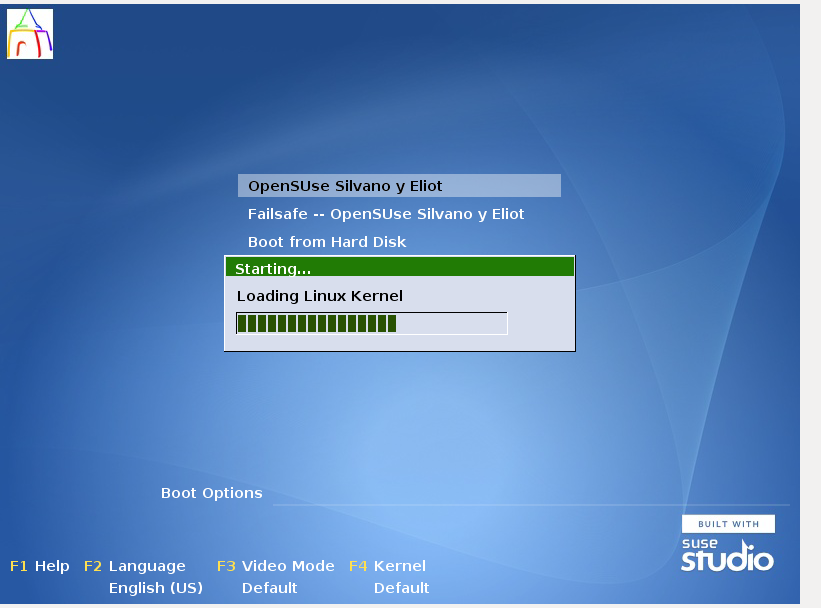 OpenSUse Silvano y Eliot
Failsafe -- OpenSUse Silvano y Eliot
Boot from Hard Disk
Starting...
Loading Linux Kernel
Boot Options
BUILT WITH
suse
studio
F1 Help F2 Language F3 Video Mode F4 Kernel
English (US) Default Default